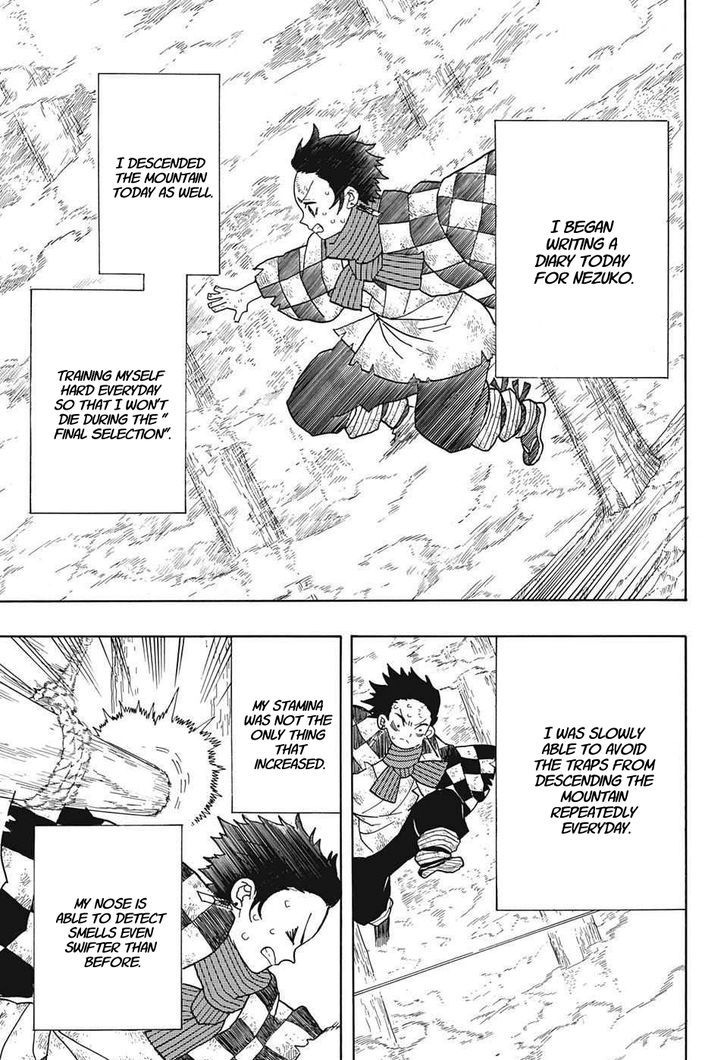 I BEGAN
WRITING A
DIARY TODAY
FOR NEZUKO.
I DESCENDED
THE MOUNTAIN
TODAY AS WELL.
TRAINING MYSELF
HARD EVERYDAY
SO THAT I WON'T
DIE DURING THE "
FINAL SELECTION".
I WAS SLOWLY
ABLE TO AVOID
THE TRAPS FROM
DESCENDING THE
MOUNTAIN
REPEATEDLY
EVERYDAY.
MY STAMINA
WAS NOT THE
ONLY THING
THAT
INCREASED.
MY NOSE IS
ABLE TO DETECT
SMELLS EVEN
SWIFTER THAN
BEFORE.